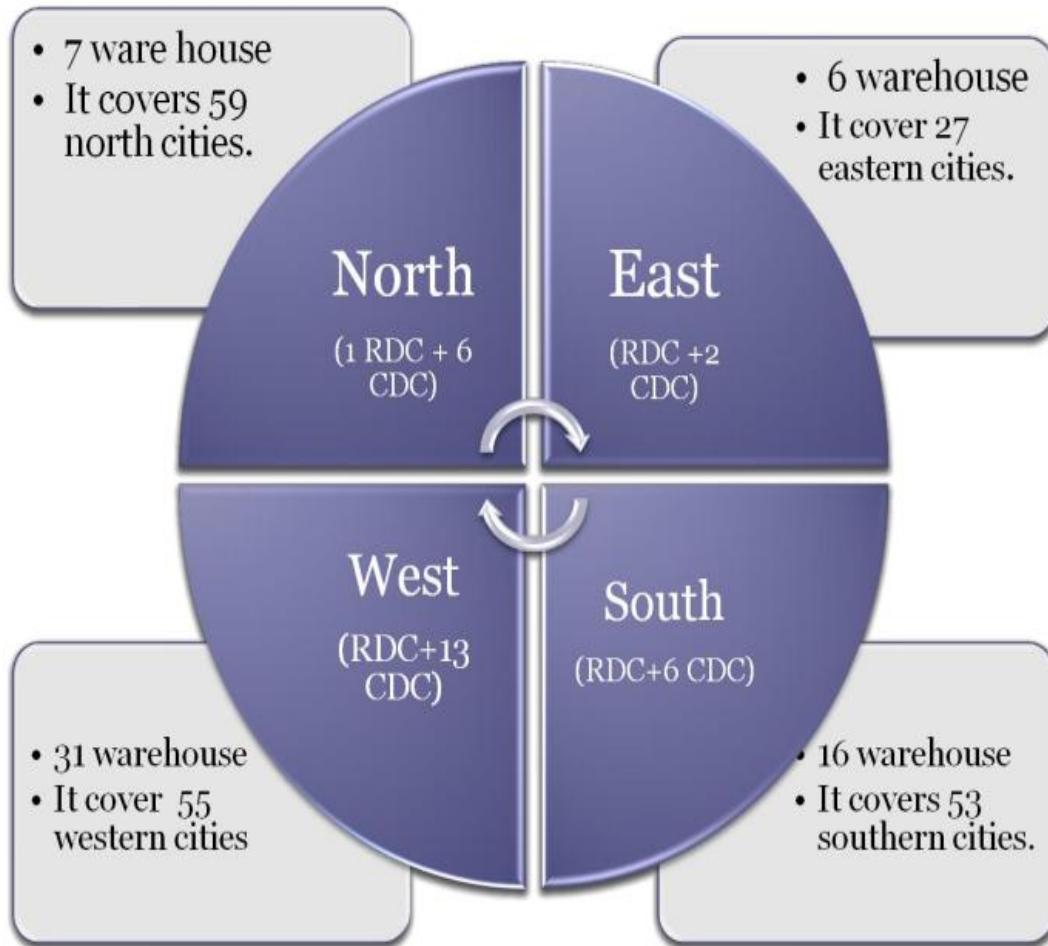 • 7 ware house
• It covers 59
north cities.
• 6 warehouse
• It cover 27
eastern cities.
North
(1 RDC + 6
CDC)
East
(RDC +2
CDC)
West
(RDC+13
CDC)
South
(RDC+6 CDC)
• 31 warehouse
• It cover 55
western cities
• 16 warehouse
• It covers 53
southern cities.